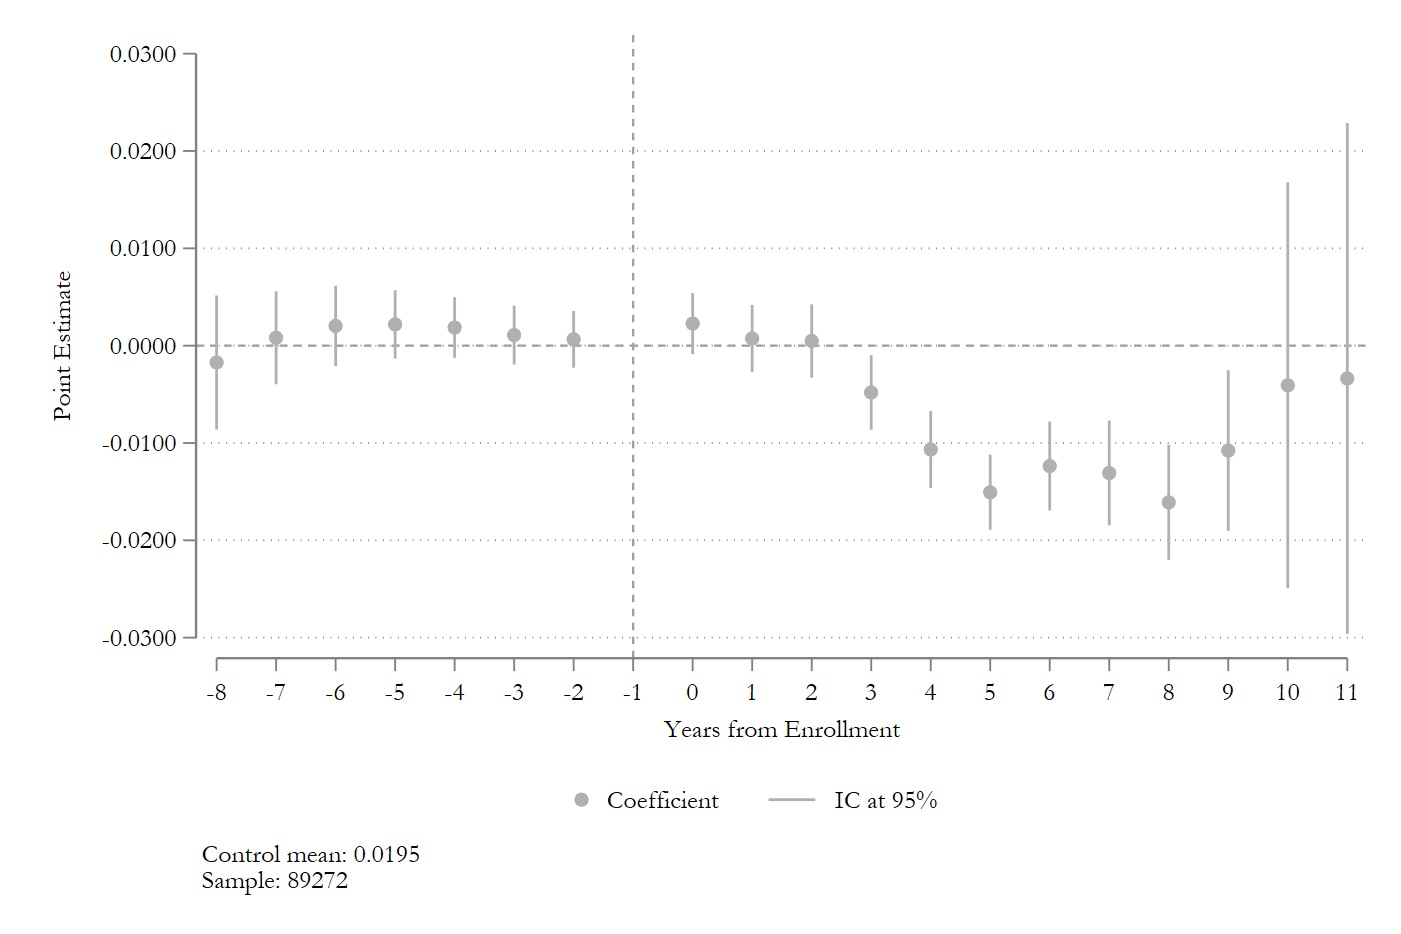 0.0300
0.0200
0.0100
0.0000
-0.0100
-0.0200
-0.0300
Point Estimate
-8 -7 -6 -5 -4 -3 -2 -1 0 1 2 3 4 5 6 7 8 9 10 11
Years from Enrollment
Coefficient IC at 95%
Control mean: 0.0195
Sample: 89272